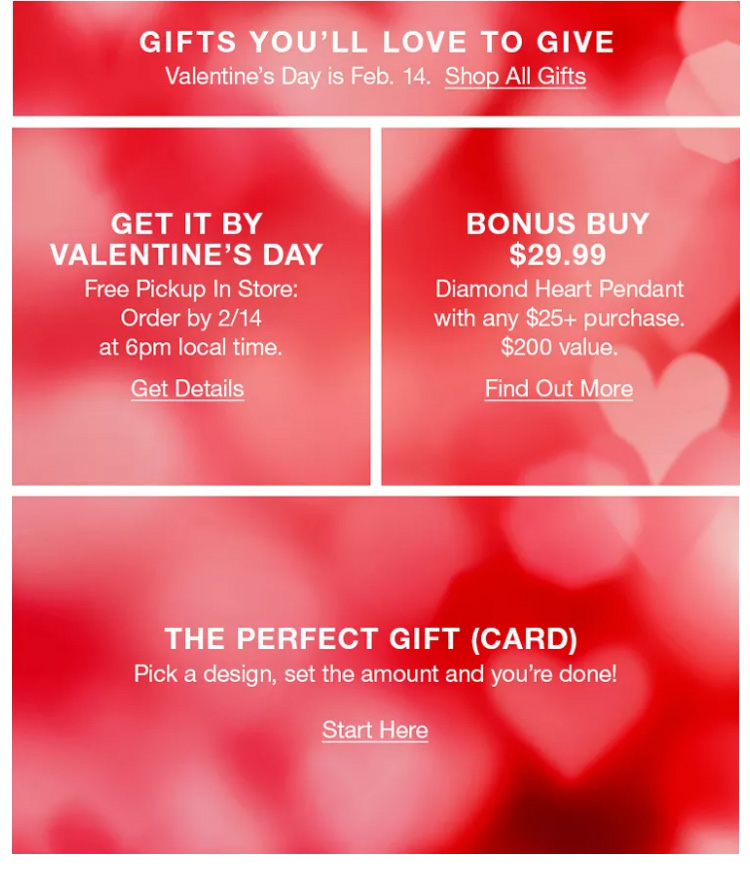 GIFTS YOU’LL LOVE TO GIVE
Valentine’s Day is Feb. 14. Shop All Gifts
GET IT BY
VALENTINE’S DAY
Free Pickup In Store:
Order by 2/14
at 6pm local time.
Get Details
BONUS BUY
$29.99
Diamond Heart Pendant
with any $25+ purchase.
$200 value.
Find Out More
THE PERFECT GIFT (CARD)
Pick a design, set the amount and you’re done!
Start Here